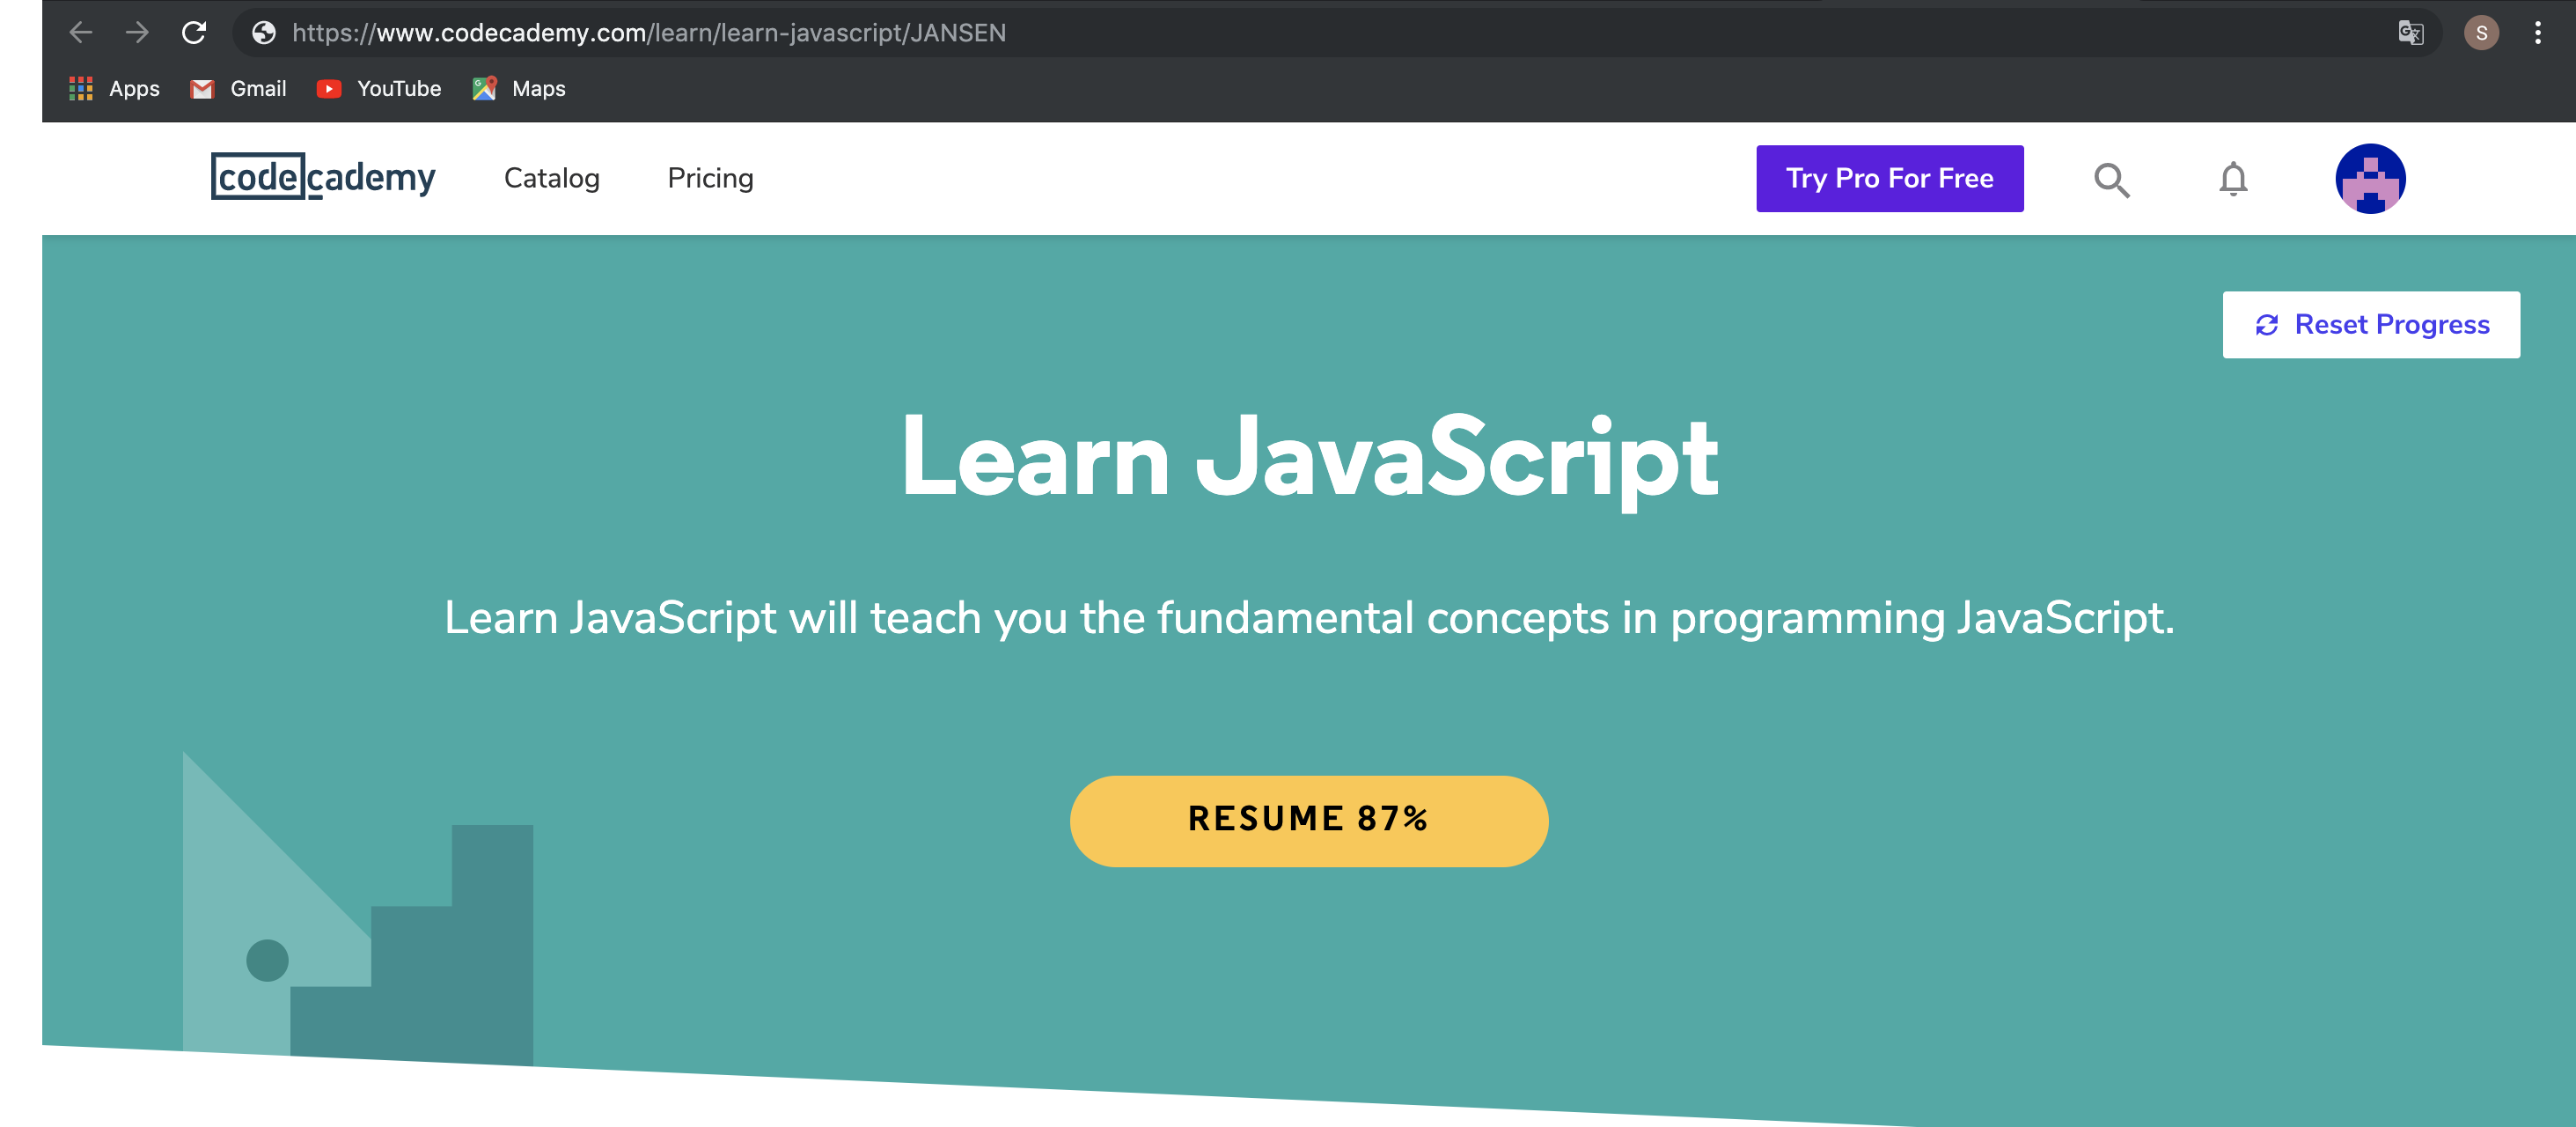 https://www.codecademy.com/learn/learn-javascript/JANSEN
S
Apps Gmail YouTube Maps
codecademy Catalog Pricing Try Pro For Free
Reset Progress
Learn JavaScript
Learn JavaScript will teach you the fundamental concepts in programming JavaScript.
RESUME 87%